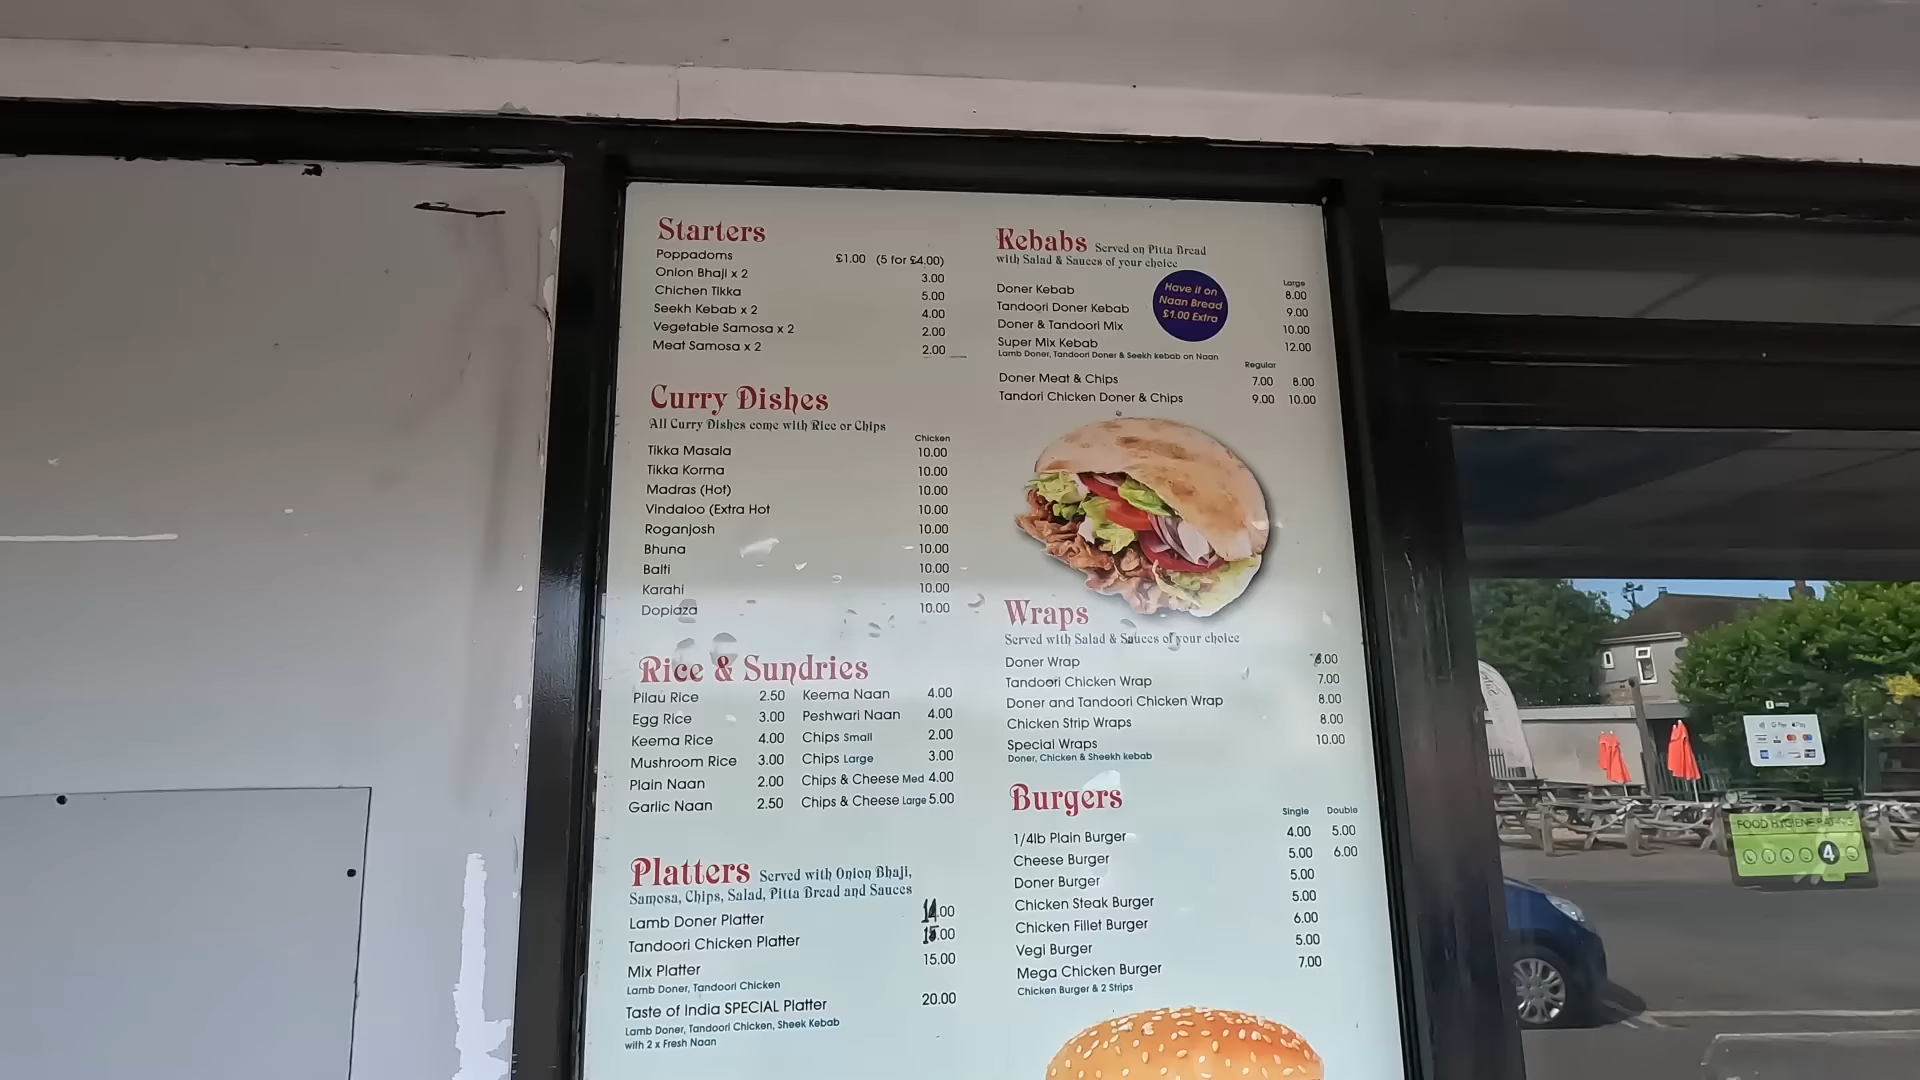 Starters
Poppadoms £1.00 (5 for £4.00)
Onion Bhaji x 2 3.00
Chichen Tikka 5.00
Seekh Kebab x 2 4.00
Vegetable Samosa x 2 2.00
Meat Samosa x 2 2.00
Curry Dishes
All Curry Dishes come with Rice or Chips
Chicken
Tikka Masala 10.00
Tikka Korma 10.00
Madras (Hot) 10.00
Vindaloo (Extra Hot 10.00
Roganjosh 10.00
Bhuna 10.00
Balti 10.00
Karahi 10.00
Dopiaza 10.00
Rice & Sundries
Pilau Rice 2.50 Keema Naan 4.00
Egg Rice 3.00 Peshwari Naan 4.00
Keema Rice 4.00 Chips Small 2.00
Mushroom Rice 3.00 Chips Large 3.00
Plain Naan 2.00 Chips & Cheese Med 4.00
Garlic Naan 2.50 Chips & Cheese Large 5.00
Platters Served with Onion Bhaji,
Samosa, Chips, Salad, Pitta Bread and Sauces
Lamb Doner Platter 14.00
Tandoori Chicken Platter 15.00
Mix Platter 15.00
Lamb Doner, Tandoori Chicken
Taste of India SPECIAL Platter 20.00
Lamb Doner, Tandoori Chicken, Sheek Kebab
with 2 x Fresh Naan
Kebabs Served on Pitta Bread
with Salad & Sauces of your choice
Have it on
Naan Bread
£1.00 Extra
Large
Doner Kebab 8.00
Tandoori Doner Kebab 9.00
Doner & Tandoori Mix 10.00
Super Mix Kebab 12.00
Lamb Doner, Tandoori Doner & Seekh kebab on Naan
Regular
Doner Meat & Chips 7.00 8.00
Tandori Chicken Doner & Chips 9.00 10.00
Wraps
Served with Salad & Sauces of your choice
Doner Wrap 6.00
Tandoori Chicken Wrap 7.00
Doner and Tandoori Chicken Wrap 8.00
Chicken Strip Wraps 8.00
Special Wraps 10.00
Doner, Chicken & Sheekh kebab
Burgers
Single Double
1/4lb Plain Burger 4.00 5.00
Cheese Burger 5.00 6.00
Doner Burger 5.00
Chicken Steak Burger 5.00
Chicken Fillet Burger 6.00
Vegi Burger 5.00
Mega Chicken Burger 7.00
Chicken Burger & 2 Strips
FOOD HYGIENE RATING
4